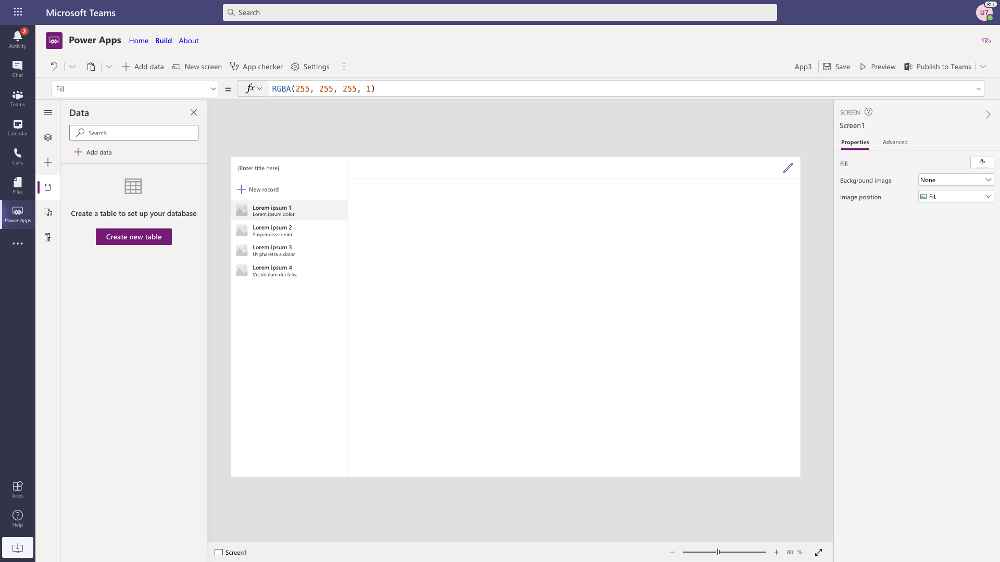 Microsoft Teams
Search
R1.5
U7
2
Activity
Chat
Teams
Calendar
Calls
Files
Power Apps
Apps
Help
Power Apps Home Build About
Add data New screen App checker Settings
App3 Save Preview Publish to Teams
Fill
=
fx
RGBA(255, 255, 255, 1)
Data
Search
Add data
Create a table to set up your database
Create new table
[Enter title here]
New record
Lorem ipsum 1
Lorem ipsum dolor
Lorem ipsum 2
Suspendisse enim
Lorem ipsum 3
Ut pharetra a dolor
Lorem ipsum 4
Vestibulum dui felis,
SCREEN
Screen1
Properties Advanced
Fill
Background image None
Image position Fit
Screen1
80 %